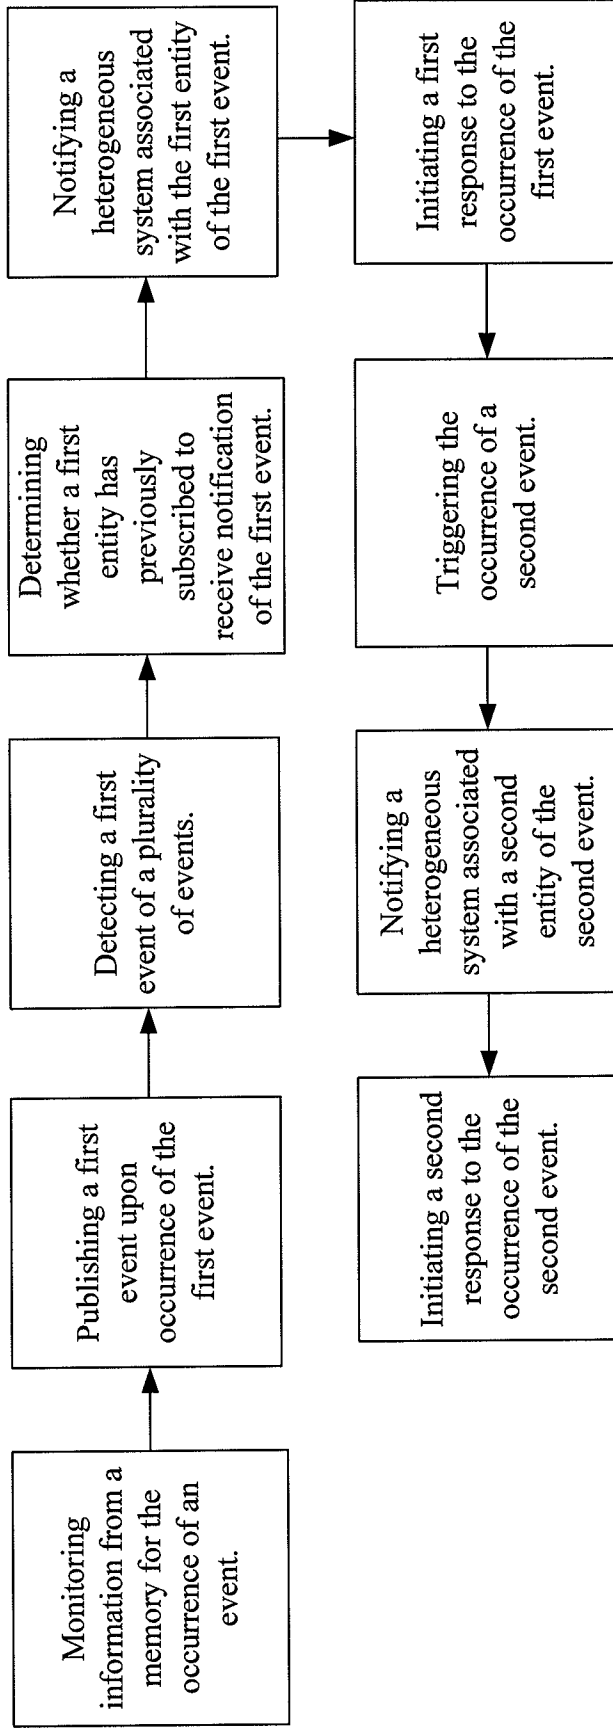 Monitoring
information from a
memory for the
occurrence of an
event.
Publishing a first
event upon
occurrence of the
first event.
Detecting a first
event of a plurality
of events.
Determining
whether a first
entity has
previously
subscribed to
receive notification
of the first event.
Notifying a
heterogeneous
system associated
with the first entity
of the first event.
Initiating a first
response to the
occurrence of the
first event.
Triggering the
occurrence of a
second event.
Notifying a
heterogeneous
system associated
with a second
entity of the
second event.
Initiating a second
response to the
occurrence of the
second event.